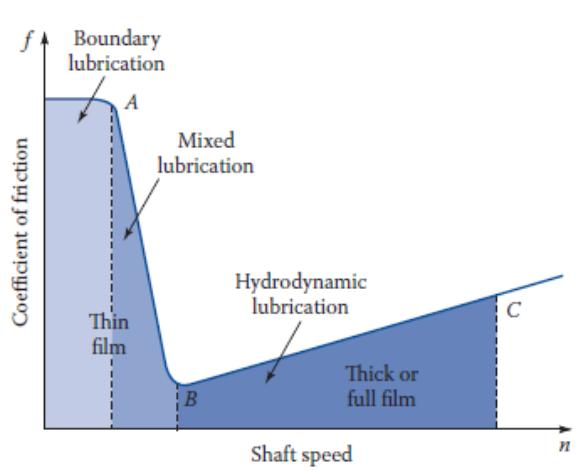 f
Boundary
lubrication
A
Mixed
lubrication
Coefficient of friction
Hydrodynamic
lubrication
C
Thin
film
Thick or
full film
B
n
Shaft speed